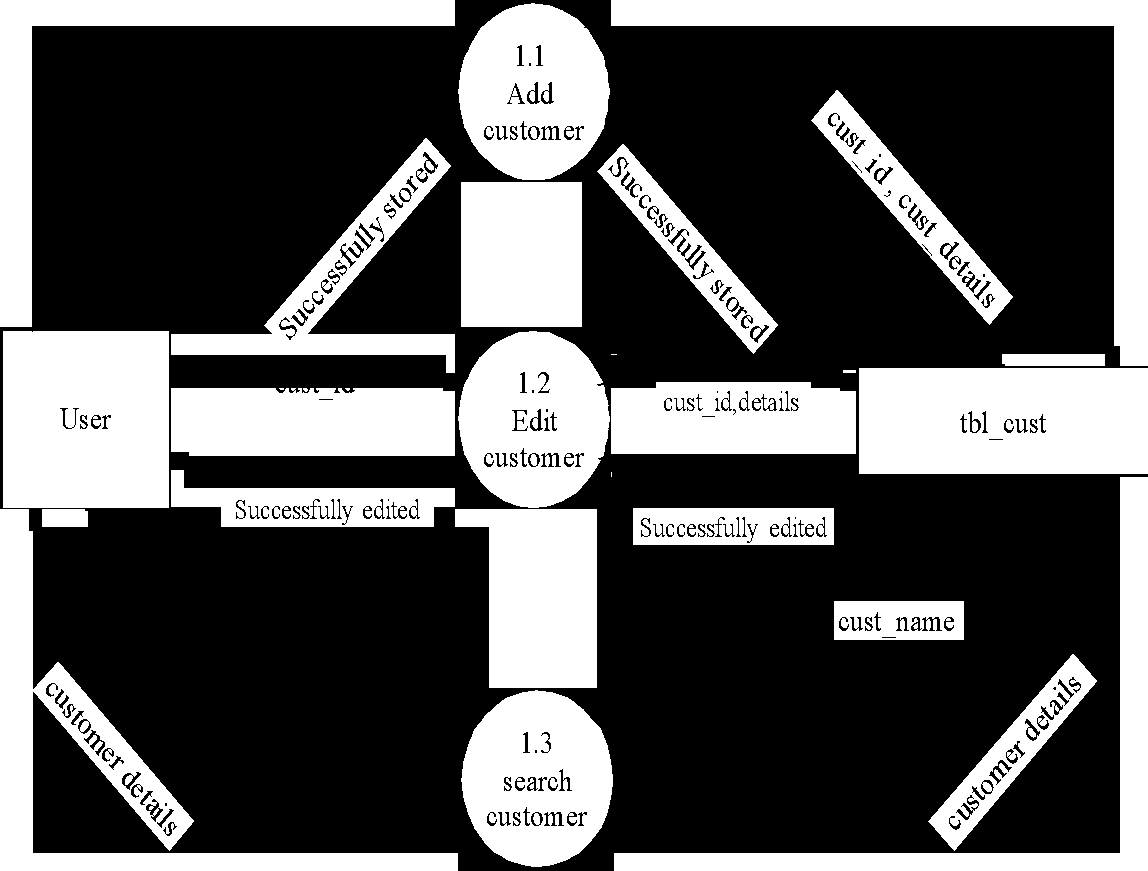 1.1
Add
customer
cust_id , cust_details
Successfully stored
Successfully stored
User
cust_id
1.2
Edit
customer
cust_id,details
tbl_cust
Successfully edited
Successfully edited
cust_name
customer details
customer details
1.3
search
customer